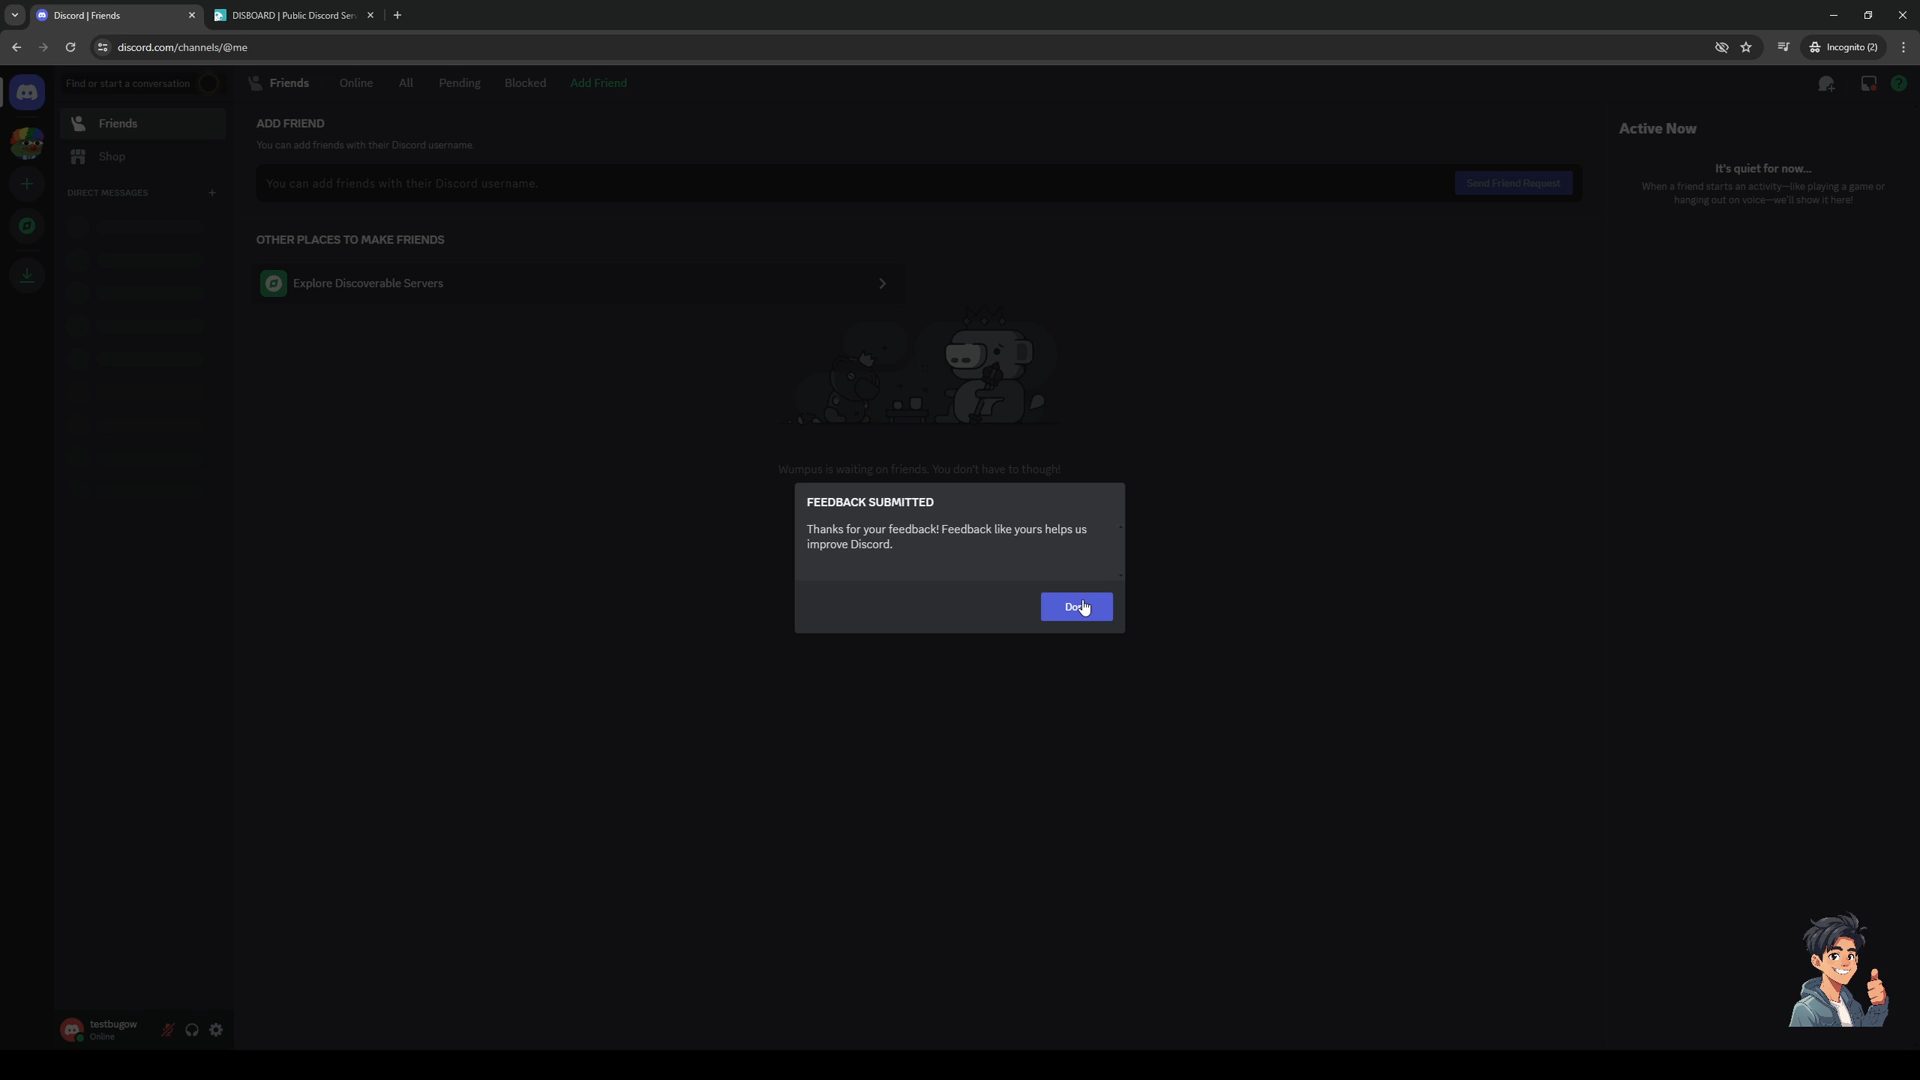 Discord | Friends
DISBOARD | Public Discord Ser
discord.com/channels/@me
Incognito (2)
Find or start a conversation
Friends
Online
All
Pending
Blocked
Add Friend
Friends
Shop
DIRECT MESSAGES
ADD FRIEND
You can add friends with their Discord username.
You can add friends with their Discord username.
Send Friend Request
OTHER PLACES TO MAKE FRIENDS
Explore Discoverable Servers
Wumpus is waiting on friends. You don't have to though!
FEEDBACK SUBMITTED
Thanks for your feedback! Feedback like yours helps us
improve Discord.
Active Now
It's quiet for now...
When a friend starts an activity—like playing a game or
hanging out on voice—we'll show it here!
testbugow
Online